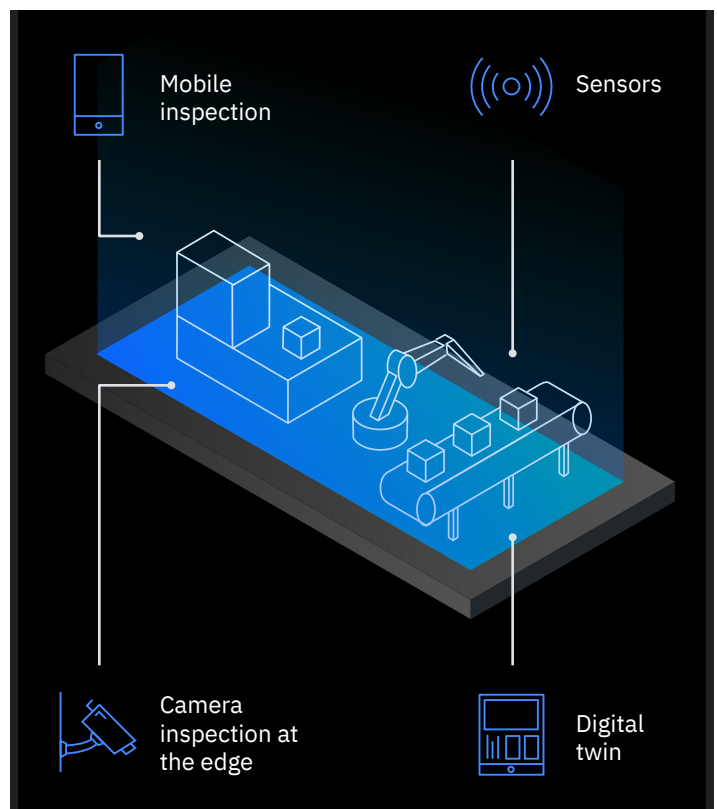 Mobile
inspection
Sensors
Camera
inspection at
the edge
Digital
twin